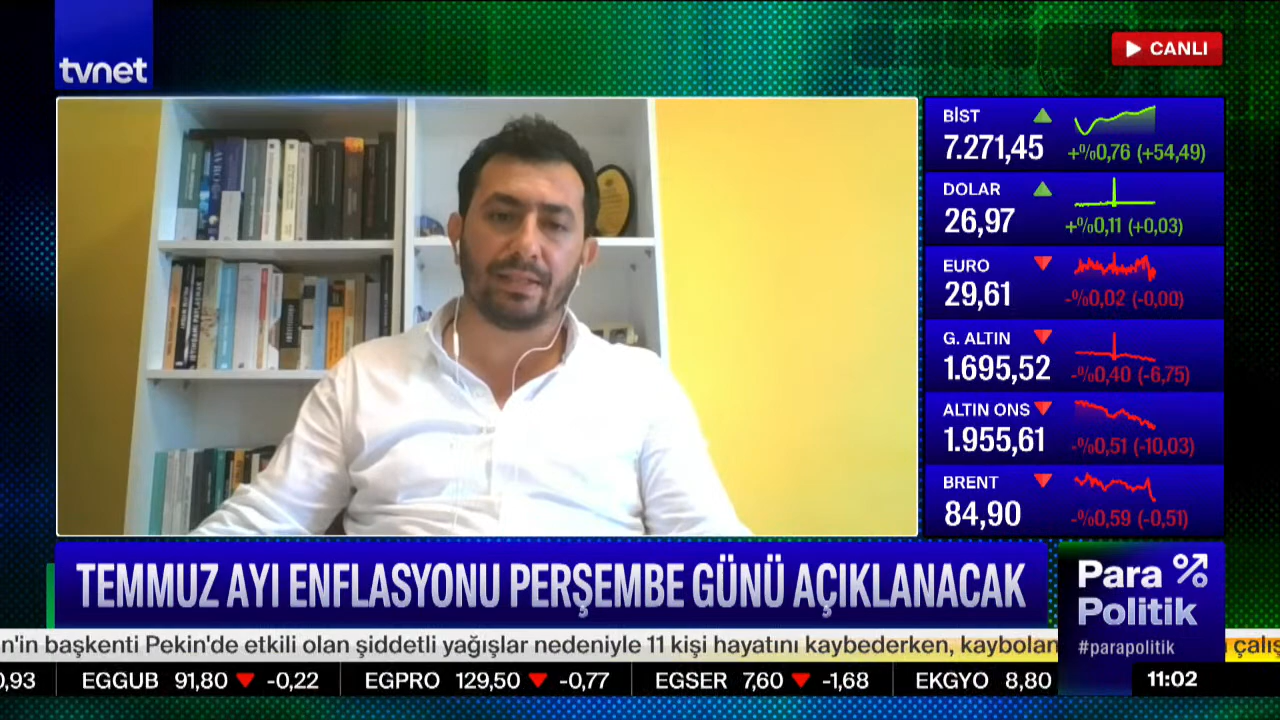 tvnet
CANLI
BİST
7.271,45
+%0,76 (+54,49)
DOLAR
26,97
+%0,11 (+0,03)
EURO
29,61
-%0,02 (-0,00)
G. ALTIN
1.695,52
-%0,40 (-6,75)
ALTIN ONS
1.955,61
-%0,51 (-10,03)
BRENT
84,90
-%0,59 (-0,51)
TEMMUZ AYI ENFLASYONU PERŞEMBE GÜNÜ AÇIKLANACAK
Para %
Politik
#parapolitik
n'in başkenti Pekin'de etkili olan şiddetli yağışlar nedeniyle 11 kişi hayatını kaybederken, kaybolan çalış
0,93 EGGUB 91,80 -0,22 EGPRO 129,50 -0,77 EGSER 7,60 -1,68 EKGYO 8,80 11:02